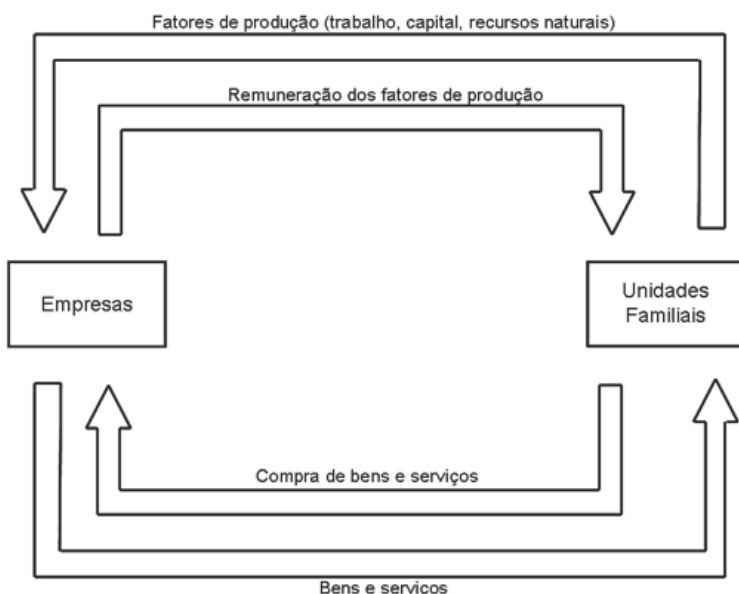 Fatores de produção (trabalho, capital, recursos naturais)
Remuneração dos fatores de produção
Empresas
Unidades
Familiais
Compra de bens e serviços
Bens e serviços